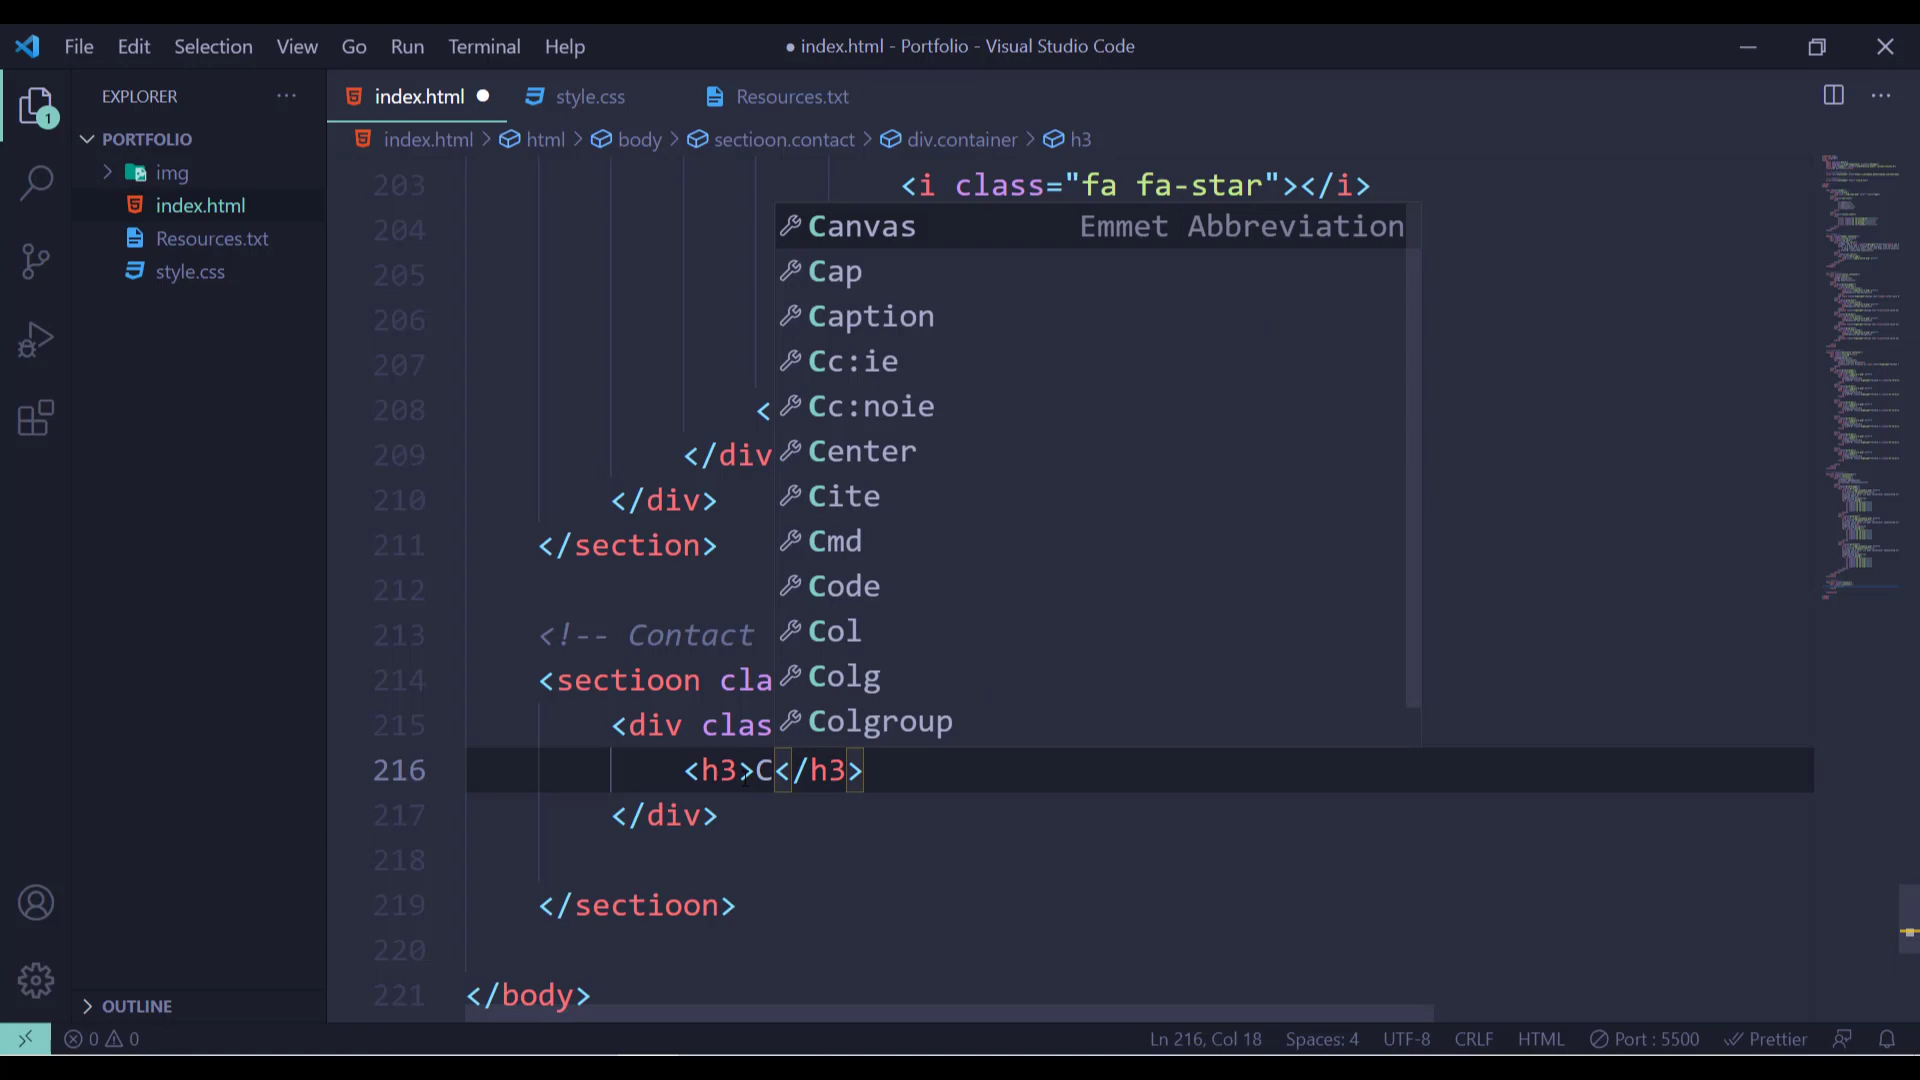 File Edit Selection View Go Run Terminal Help ● index.html - Portfolio - Visual Studio Code
EXPLORER ···
index.html ● style.css Resources.txt
PORTFOLIO
index.html > html > body > sectioon.contact > div.container > h3
img
index.html
Resources.txt
style.css
1
203 <i class="fa fa-star"></i>
204 Canvas Emmet Abbreviation
205 Cap
206 Caption
207 Cc:ie
208 < Cc:noie
209 </div Center
210 </div> Cite
211 </section> Cmd
212 Code
213 <!-- Contact Col
214 <sectioon cla Colg
215 <div clas Colgroup
216 <h3>C</h3>
217 </div>
218
219 </sectioon>
220
221 </body>
OUTLINE
0 0 Ln 216, Col 18 Spaces: 4 UTF-8 CRLF HTML Port : 5500 Prettier